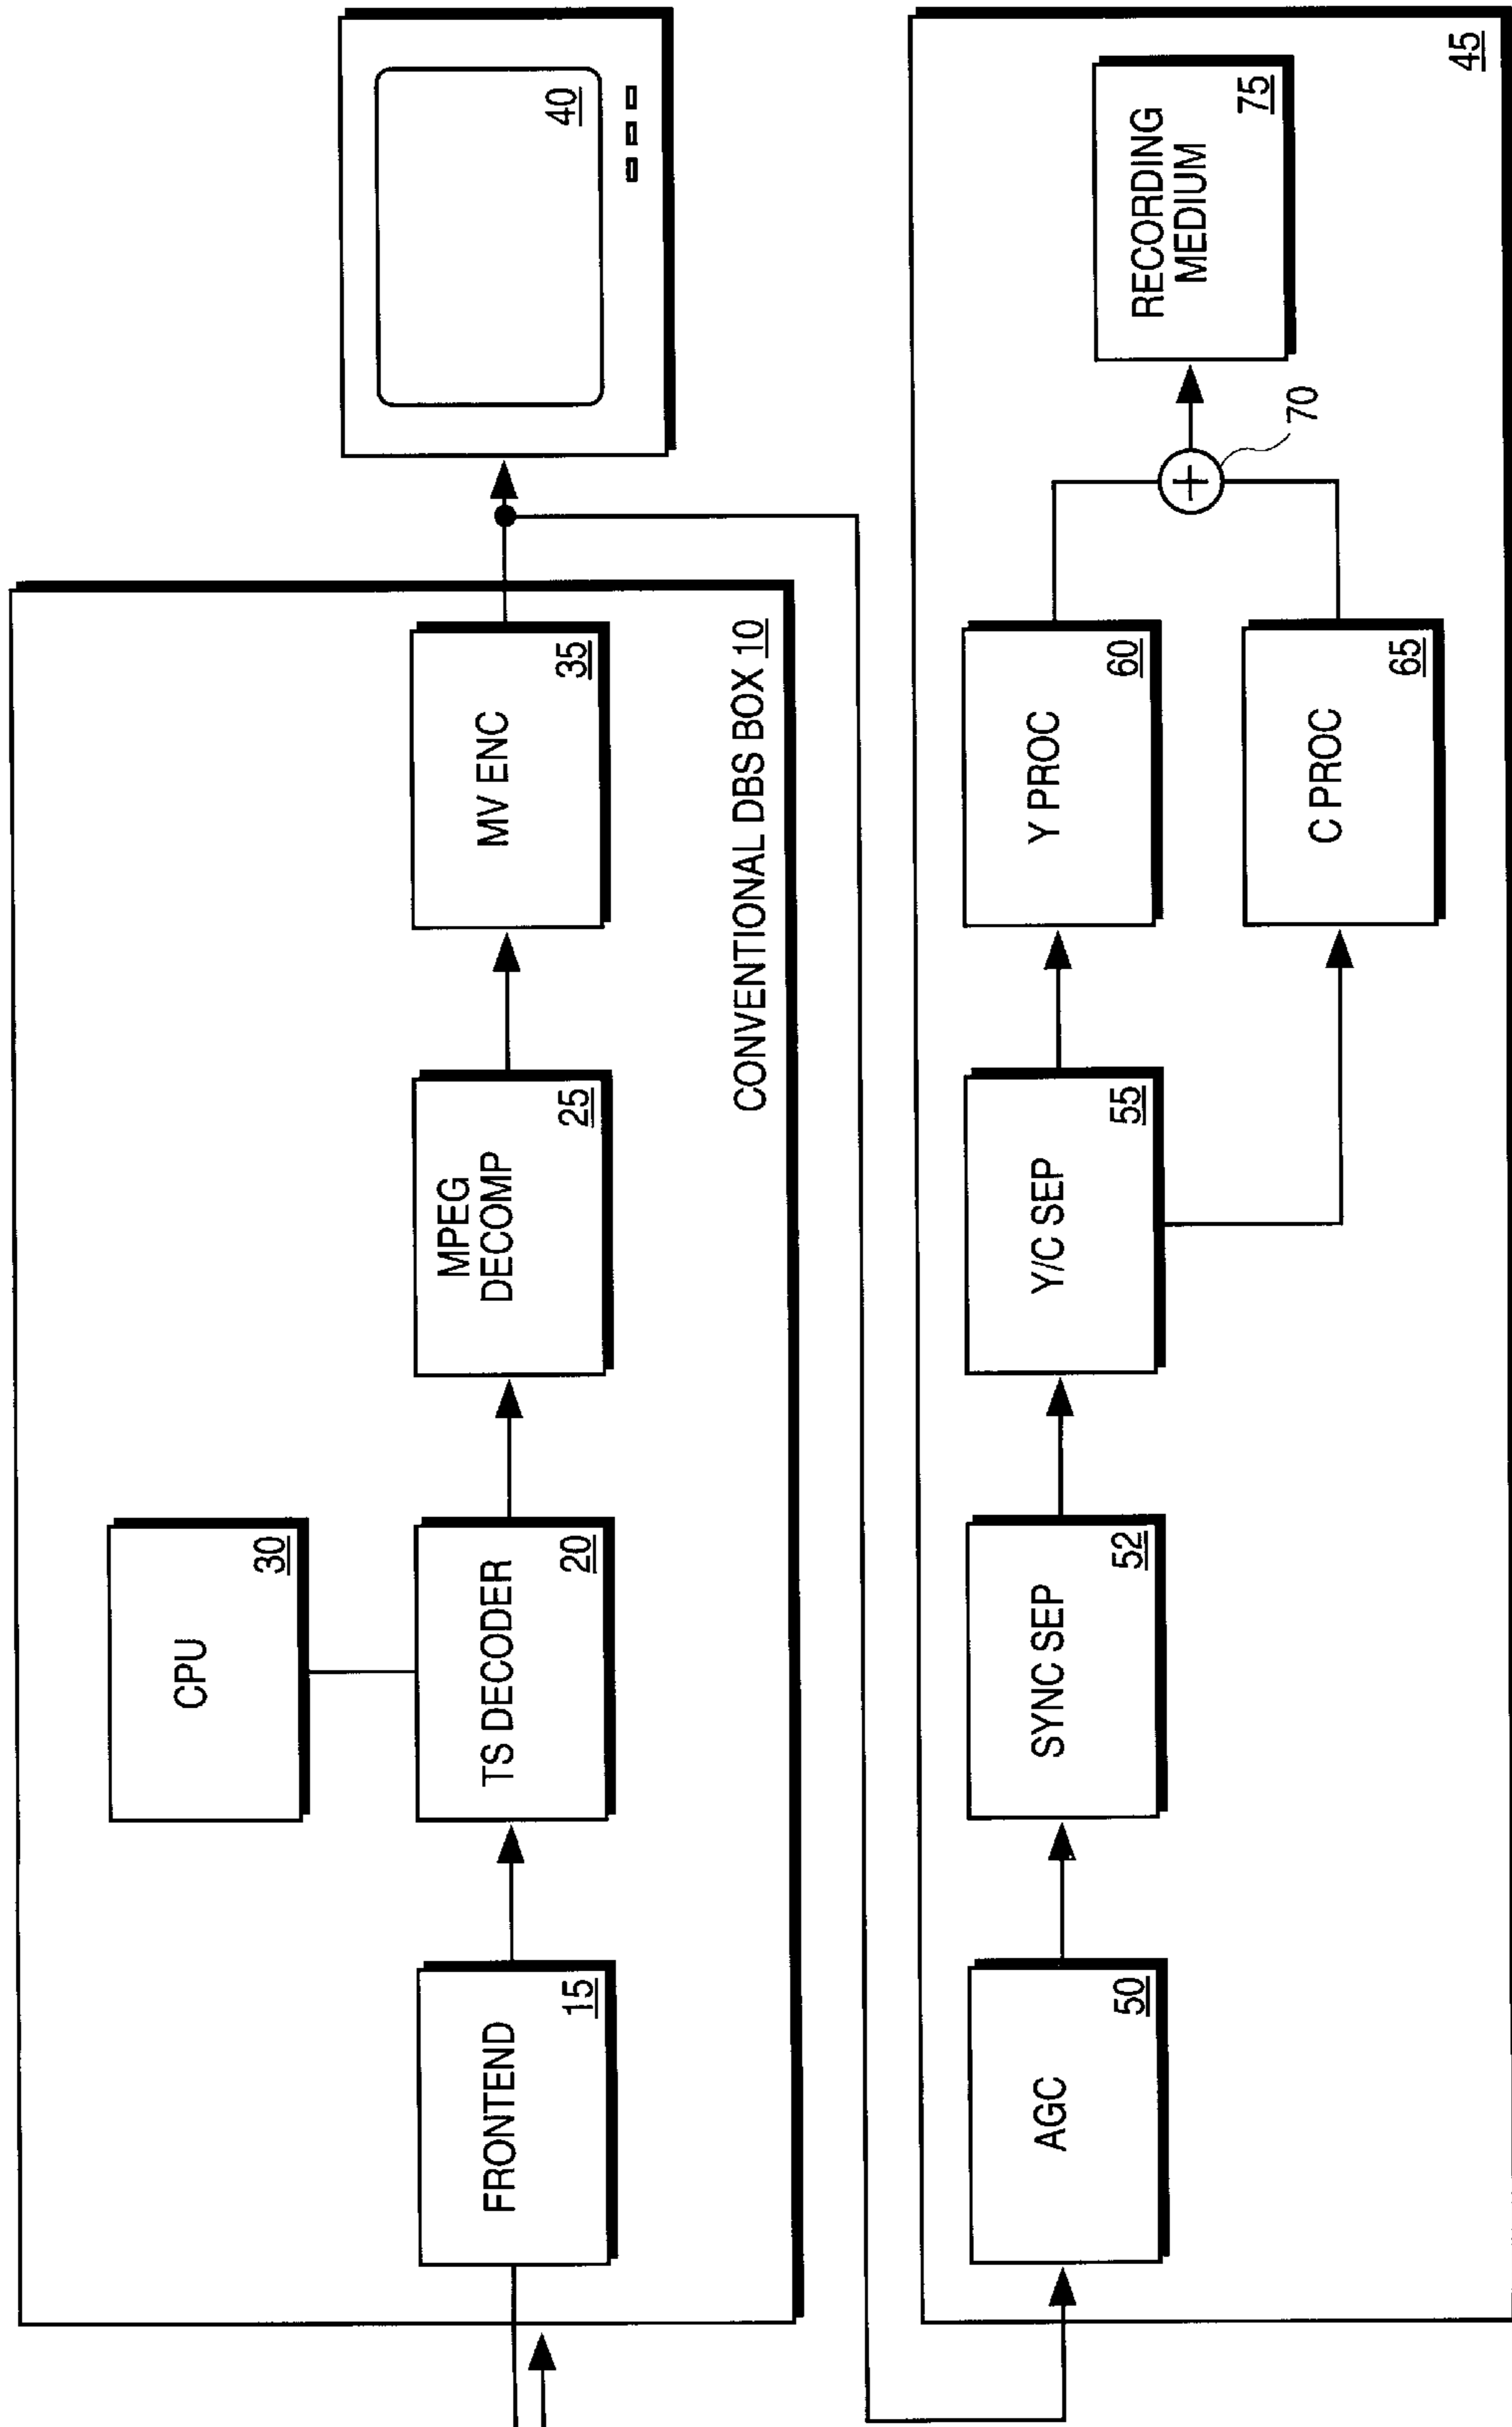 CPU
30
FRONTEND
15
TS DECODER
20
MPEG
DECOMP
25
MV ENC
35
CONVENTIONAL DBS BOX 10
40
AGC
50
SYNC SEP
52
Y/C SEP
55
Y PROC
60
C PROC
65
70
RECORDING
MEDIUM
75
45